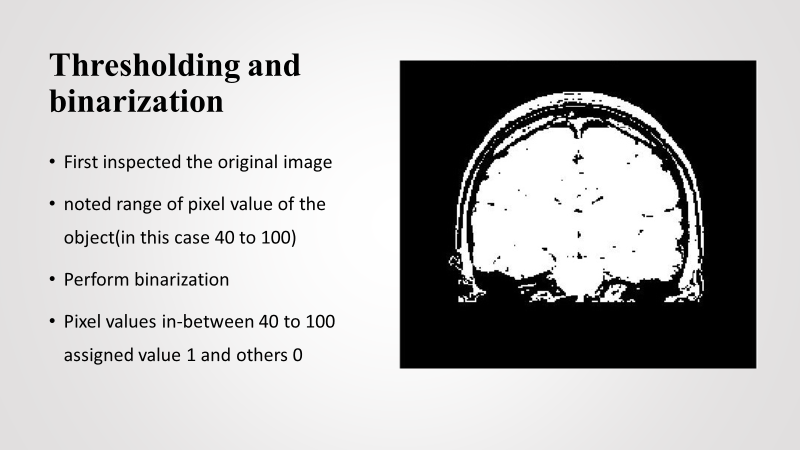 Thresholding and
binarization
• First inspected the original image
• noted range of pixel value of the
object(in this case 40 to 100)
• Perform binarization
• Pixel values in-between 40 to 100
assigned value 1 and others 0